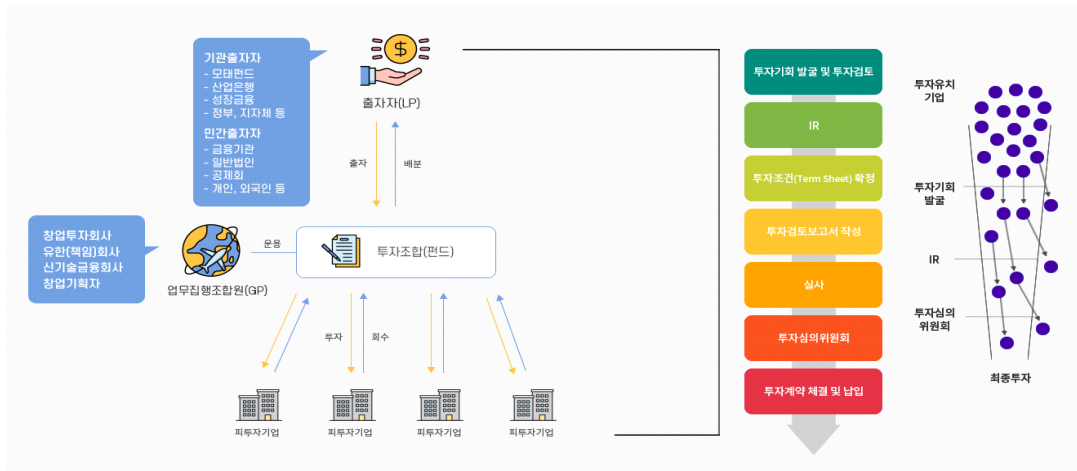 기관출자자
- 모태펀드
- 산업은행
- 성장금융
- 정부, 지자체 등
민간출자자
- 금융기관
- 일반법인
- 공제회
- 개인, 외국인 등
$
출자자(LP)
출자
배분
창업투자회사
유한(책임)회사
신기술금융회사
창업기획자
업무집행조합원(GP)
운용
투자조합(펀드)
투자
회수
피투자기업
피투자기업
피투자기업
피투자기업
투자기회 발굴 및 투자검토
IR
투자조건(Term Sheet) 확정
투자검토보고서 작성
실사
투자심의위원회
투자계약 체결 및 납입
투자유치
기업
투자기회
발굴
IR
투자심의
위원회
최종투자